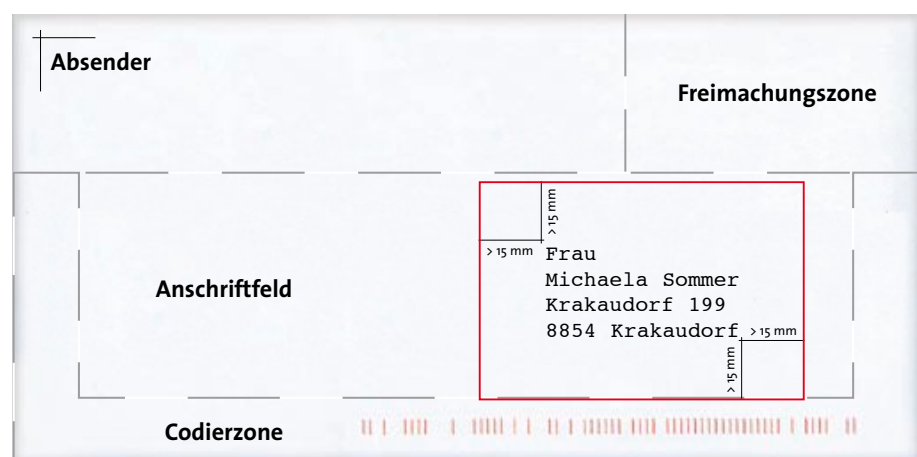 Absender
Freimachungszone
> 15 mm
> 15 mm
Frau
Michaela Sommer
Krakaudorf 199
8854 Krakaudorf
> 15 mm
> 15 mm
Anschriftfeld
Codierzone